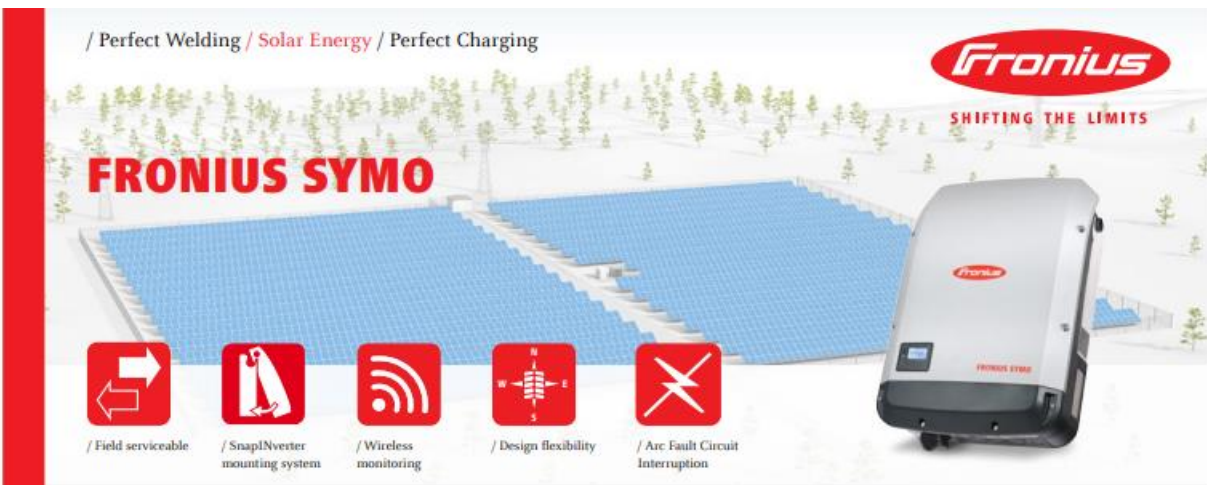 / Perfect Welding / Solar Energy / Perfect Charging
Fronius
SHIFTING THE LIMITS
FRONIUS SYMO
Fronius
FRONIUS SYMO
N
W E
S
/ Field serviceable
/ SnapINverter
mounting system
/ Wireless
monitoring
/ Design flexibility
/ Arc Fault Circuit
Interruption